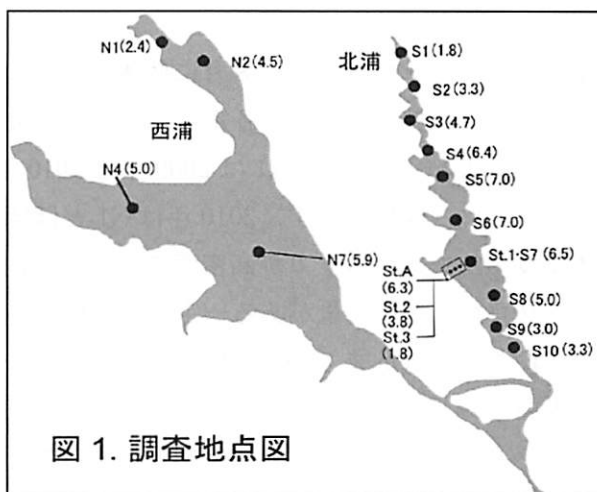 N1(2.4)
N2(4.5)
西浦
N4(5.0)
N7(5.9)
北浦
S1(1.8)
S2(3.3)
S3(4.7)
S4(6.4)
S5(7.0)
S6(7.0)
St.1·S7(6.5)
St.A
(6.3)
St.2
(3.8)
St.3
(1.8)
S8(5.0)
S9(3.0)
S10(3.3)
図 1. 調査地点図